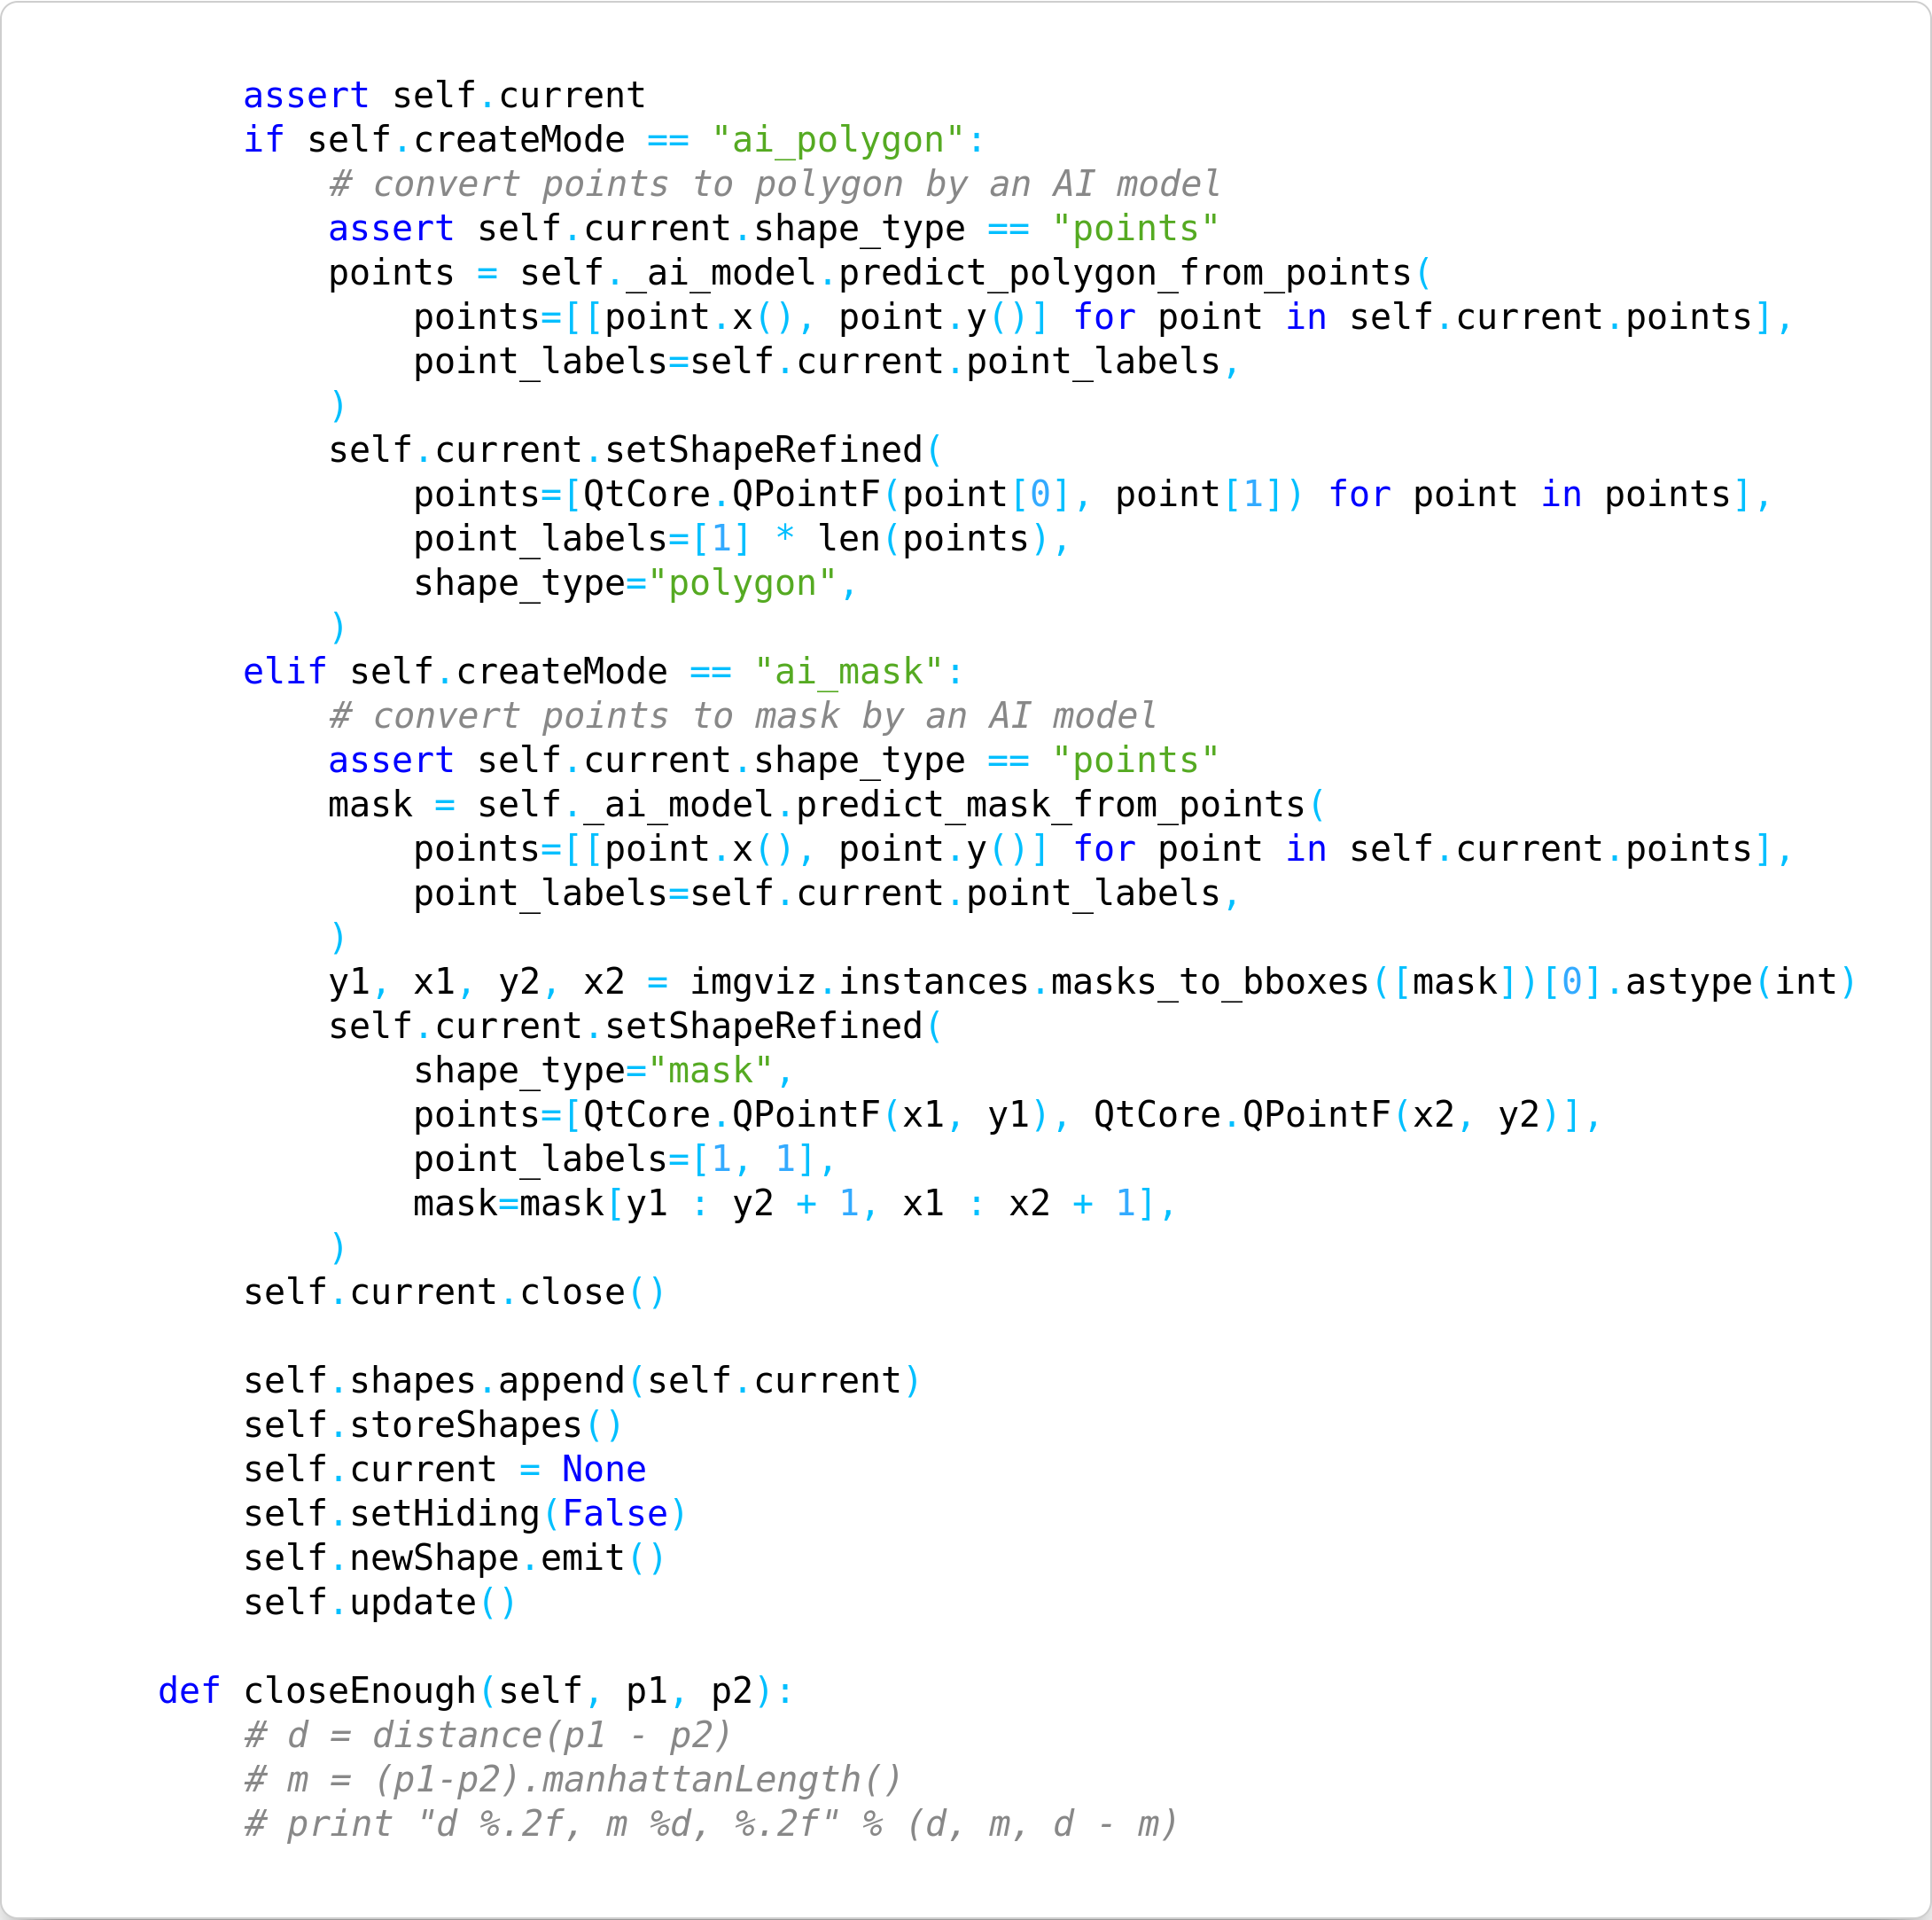 assert self.current
        if self.createMode == "ai_polygon":
            # convert points to polygon by an AI model
            assert self.current.shape_type == "points"
            points = self._ai_model.predict_polygon_from_points(
                points=[[point.x(), point.y()] for point in self.current.points],
                point_labels=self.current.point_labels,
            )
            self.current.setShapeRefined(
                points=[QtCore.QPointF(point[0], point[1]) for point in points],
                point_labels=[1] * len(points),
                shape_type="polygon",
            )
        elif self.createMode == "ai_mask":
            # convert points to mask by an AI model
            assert self.current.shape_type == "points"
            mask = self._ai_model.predict_mask_from_points(
                points=[[point.x(), point.y()] for point in self.current.points],
                point_labels=self.current.point_labels,
            )
            y1, x1, y2, x2 = imgviz.instances.masks_to_bboxes([mask])[0].astype(int)
            self.current.setShapeRefined(
                shape_type="mask",
                points=[QtCore.QPointF(x1, y1), QtCore.QPointF(x2, y2)],
                point_labels=[1, 1],
                mask=mask[y1 : y2 + 1, x1 : x2 + 1],
            )
        self.current.close()

        self.shapes.append(self.current)
        self.storeShapes()
        self.current = None
        self.setHiding(False)
        self.newShape.emit()
        self.update()

    def closeEnough(self, p1, p2):
        # d = distance(p1 - p2)
        # m = (p1-p2).manhattanLength()
        # print "d %.2f, m %d, %.2f" % (d, m, d - m)